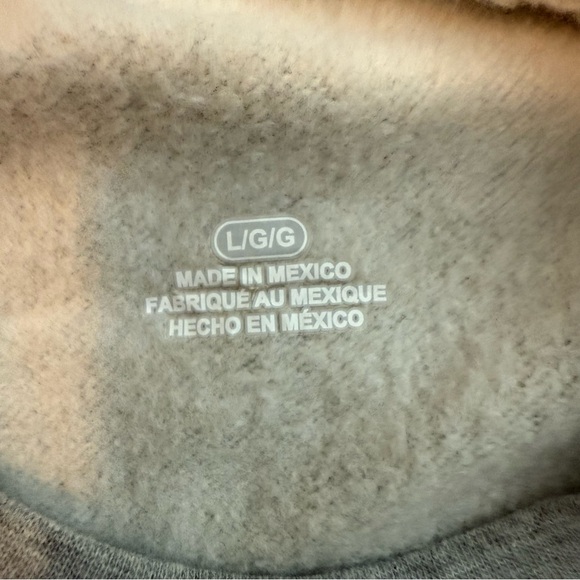 L/G/G
MADE IN MEXICO
FABRIQUÉ AU MEXIQUE
HECHO EN MÉXICO